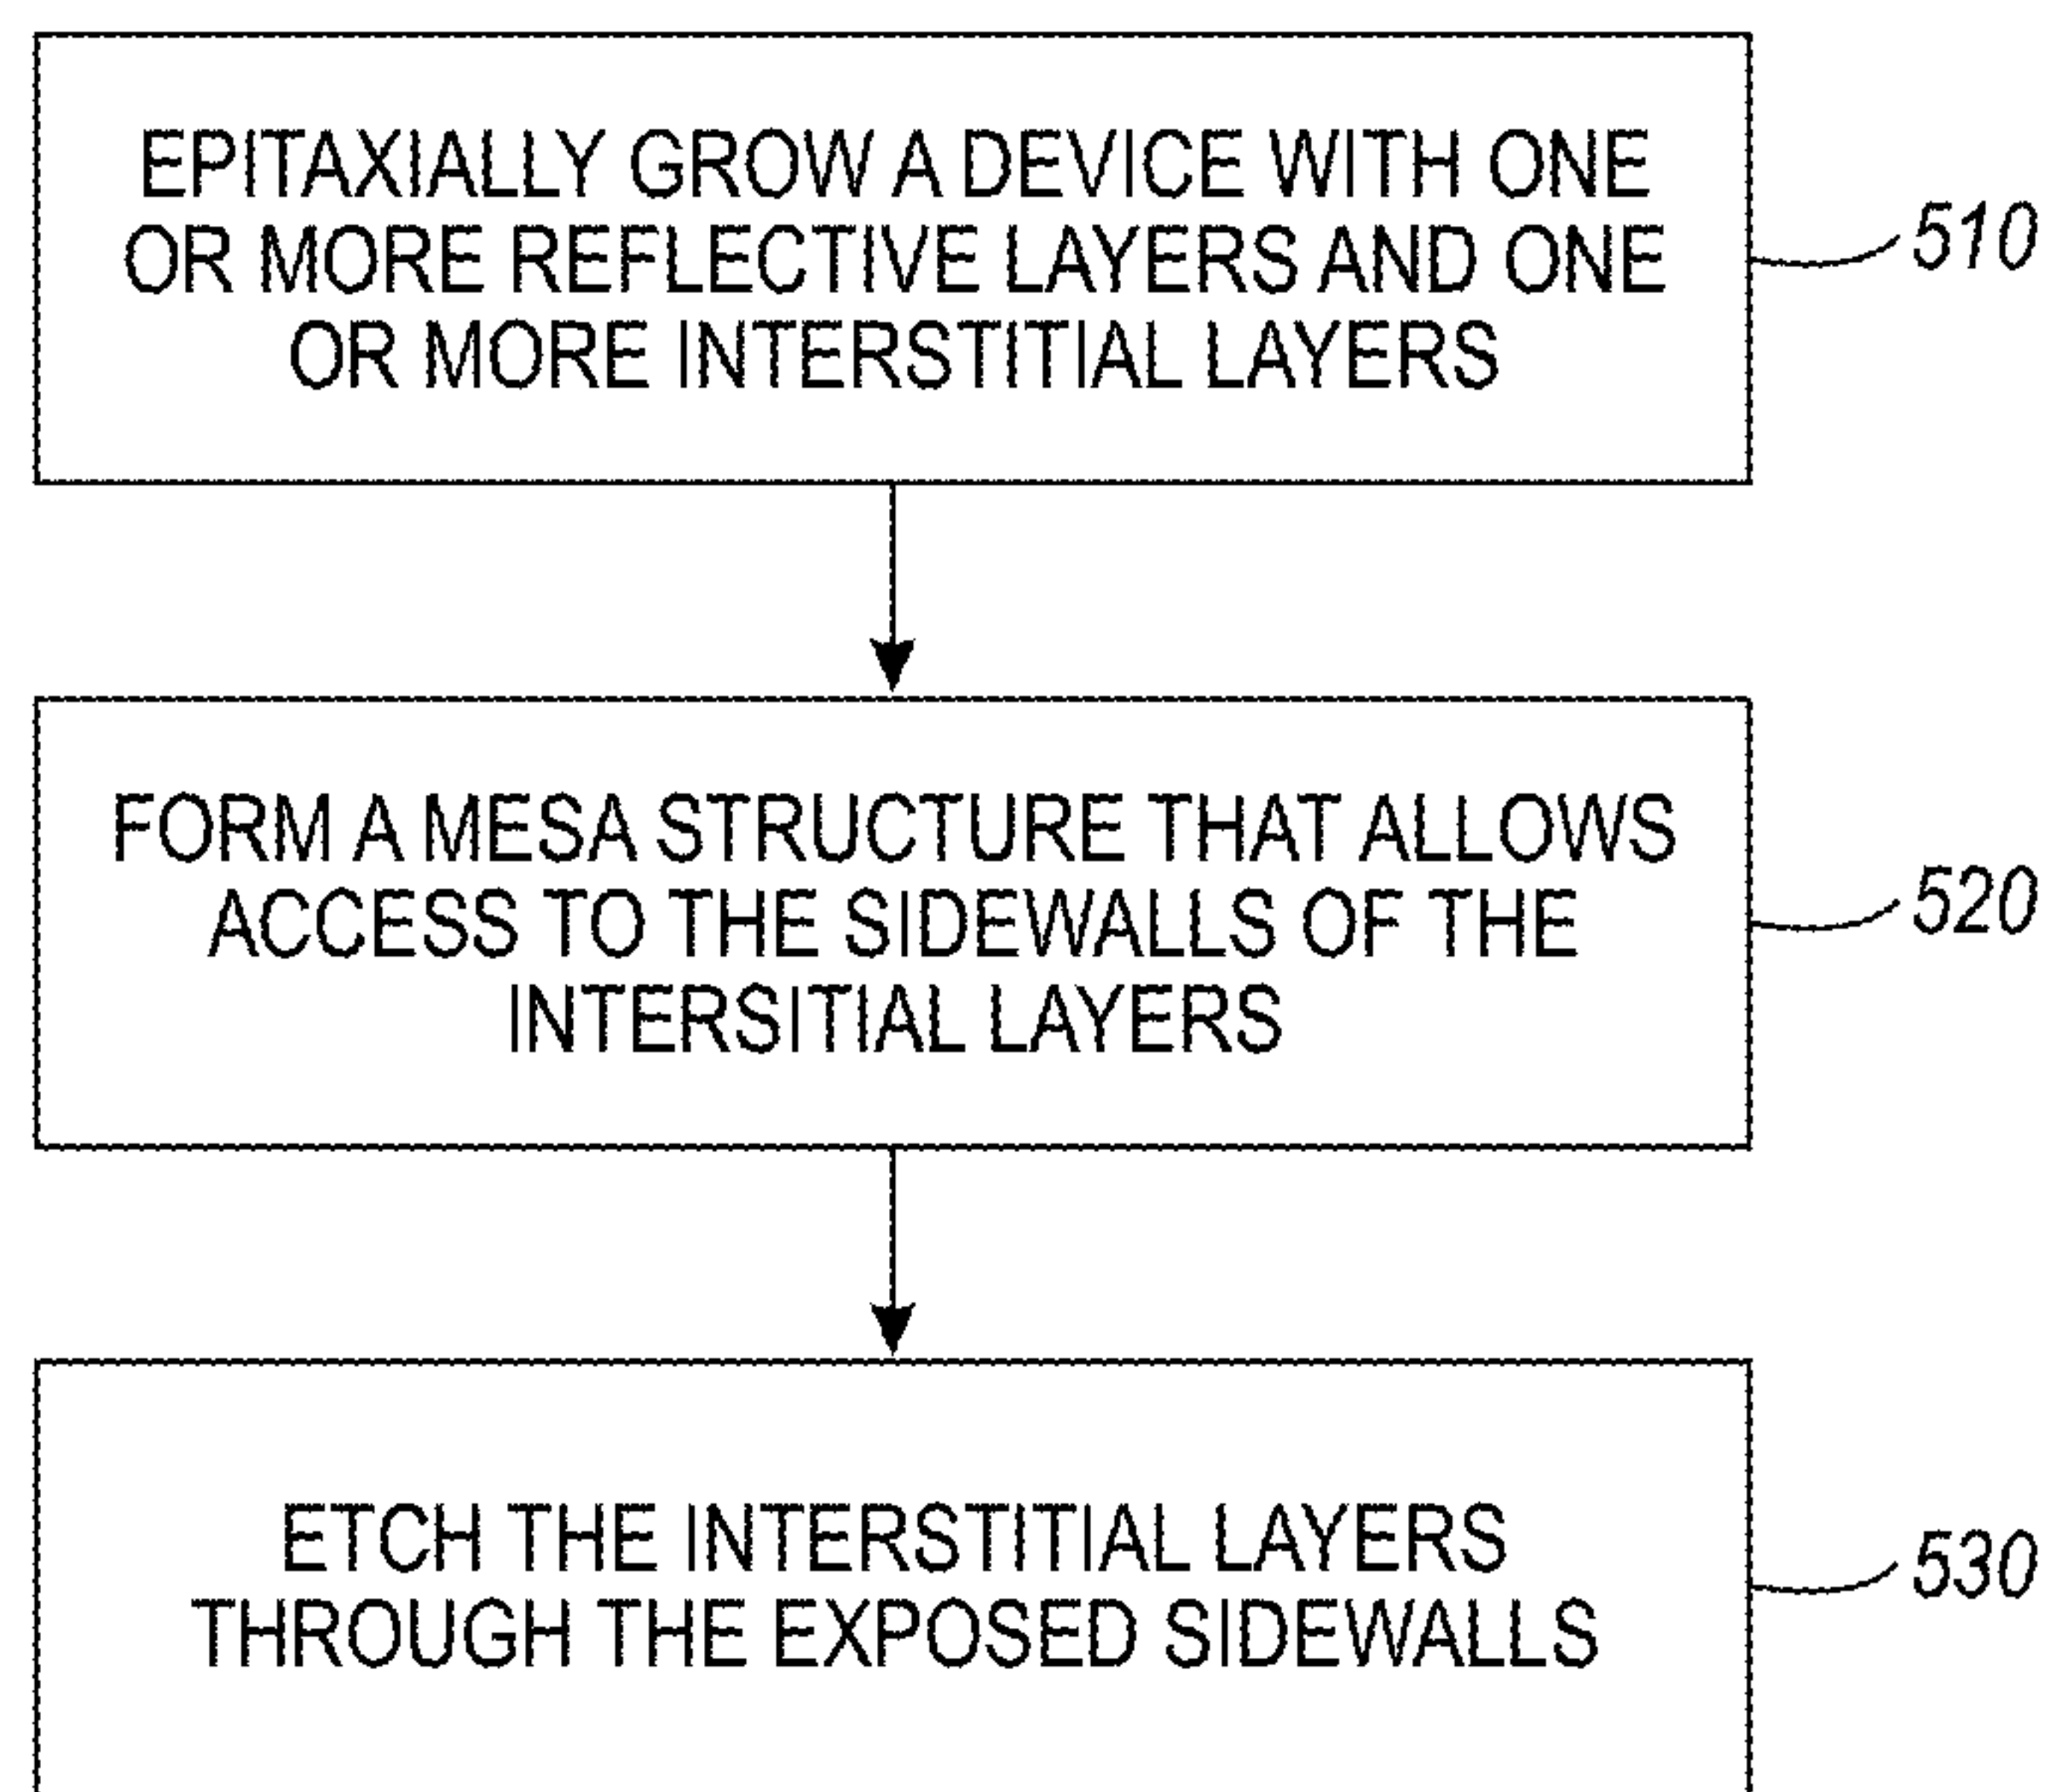 EPITAXIALLY GROW A DEVICE WITH ONE
OR MORE REFLECTIVE LAYERS AND ONE
OR MORE INTERSTITIAL LAYERS
510
FORM A MESA STRUCTURE THAT ALLOWS
ACCESS TO THE SIDEWALLS OF THE
INTERSITIAL LAYERS
520
ETCH THE INTERSTITIAL LAYERS
THROUGH THE EXPOSED SIDEWALLS
530